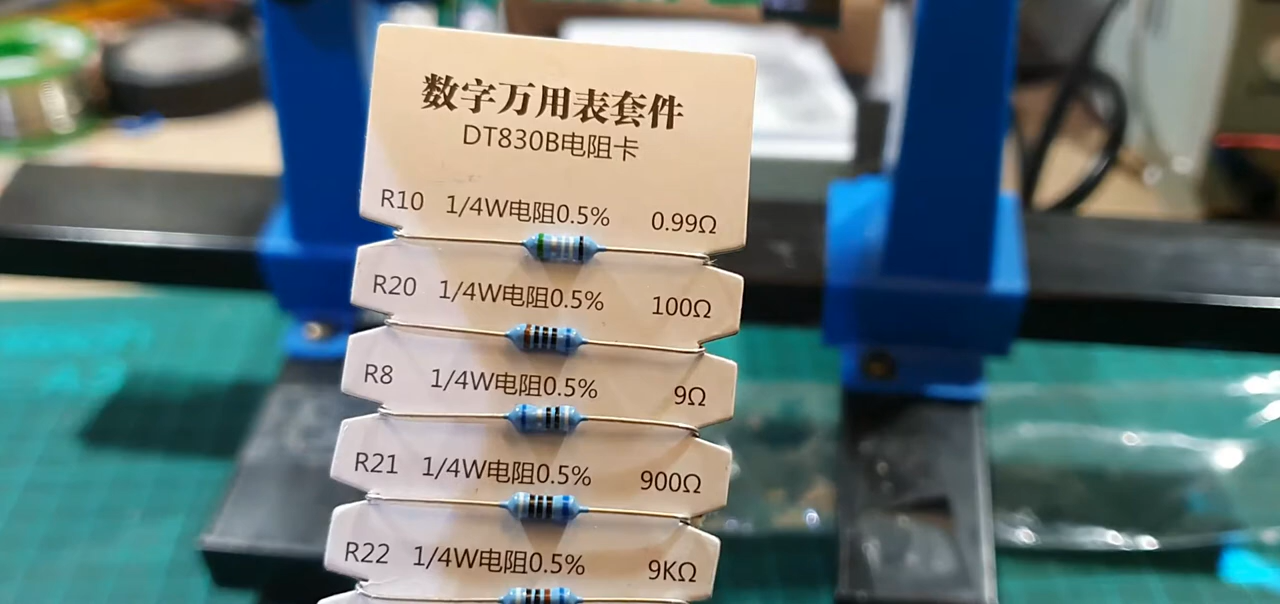 数字万用表套件
DT830B电阻卡
R10 1/4W电阻0.5% 0.99Ω
R20 1/4W电阻0.5% 100Ω
R8 1/4W电阻0.5% 9Ω
R21 1/4W电阻0.5% 900Ω
R22 1/4W电阻0.5% 9KΩ